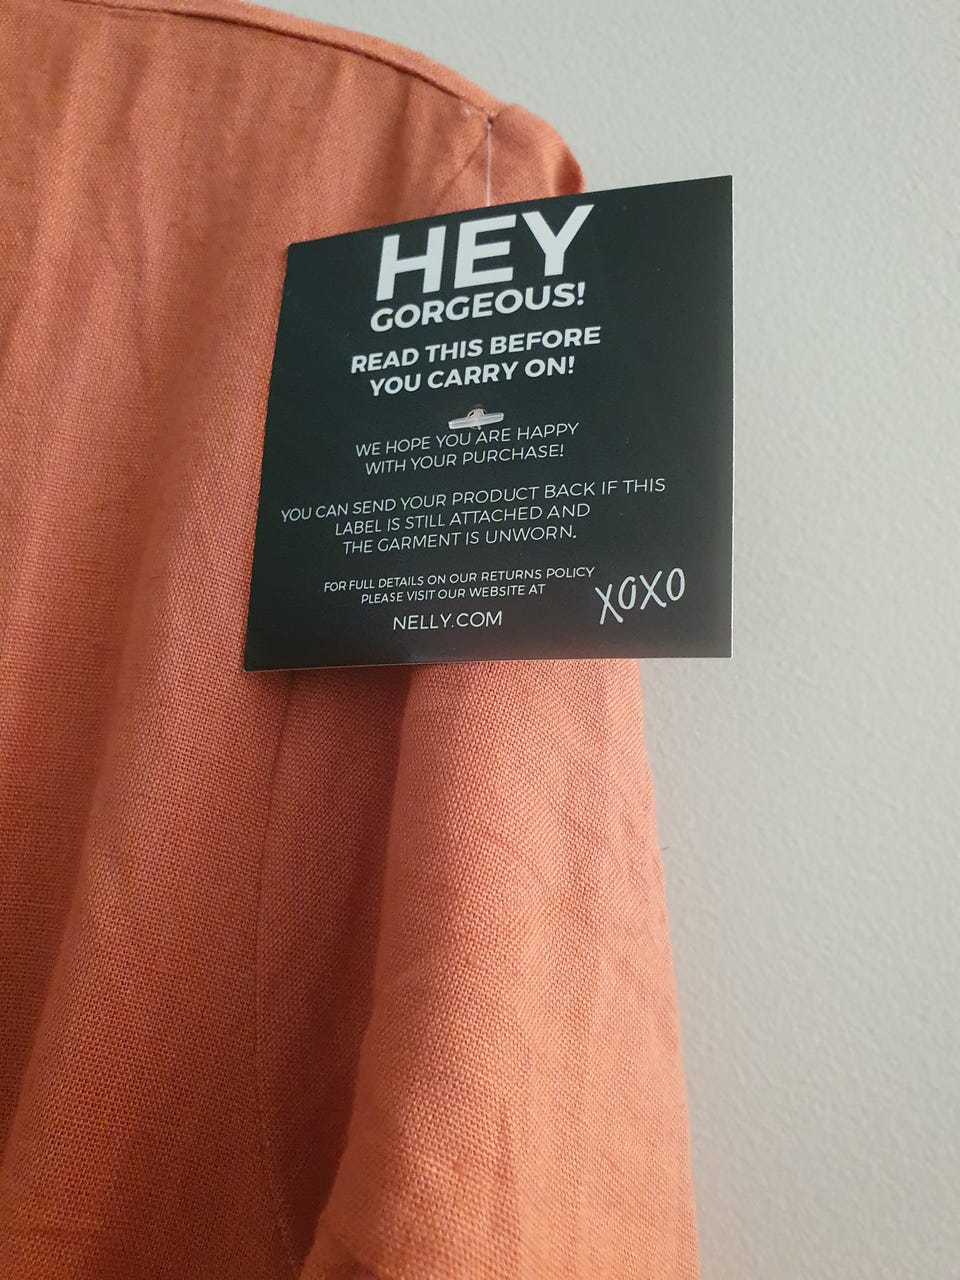 HEY
GORGEOUS!
READ THIS BEFORE
YOU CARRY ON!
WE HOPE YOU ARE HAPPY
WITH YOUR PURCHASE!
YOU CAN SEND YOUR PRODUCT BACK IF THIS
LABEL IS STILL ATTACHED AND
THE GARMENT IS UNWORN.
FOR FULL DETAILS ON OUR RETURNS POLICY
PLEASE VISIT OUR WEBSITE AT
NELLY.COM
XOXO